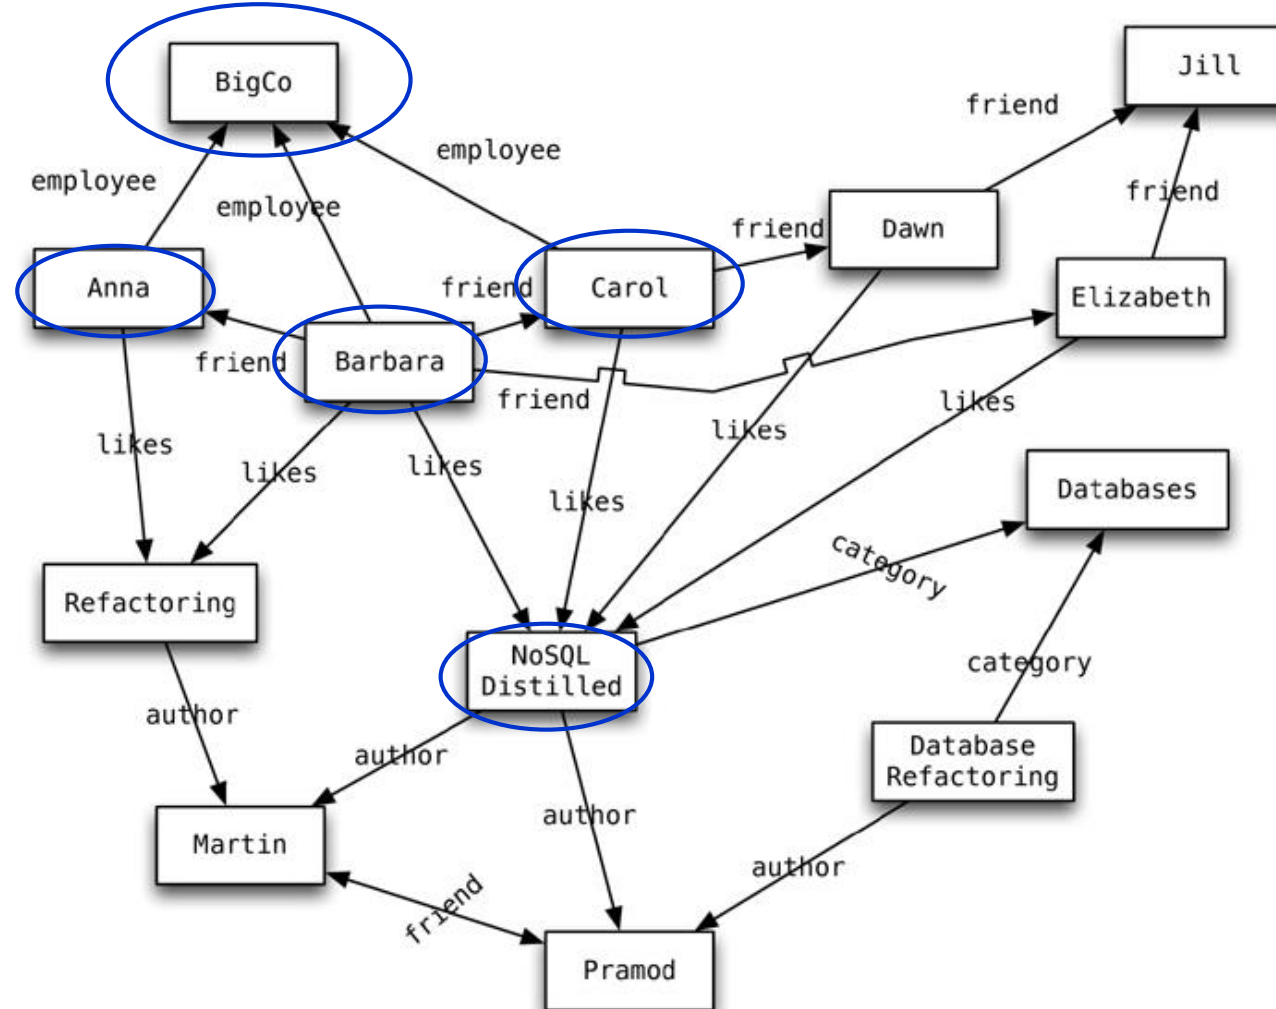 BigCo
Jill
friend
employee
employee
friend
employee
friend
Dawn
Anna
friend
Carol
Elizabeth
friend
Barbara
friend
likes
likes
likes
likes
likes
likes
Databases
category
Refactoring
NoSQL
Distilled
category
author
author
Database
Refactoring
author
Martin
author
friend
Pramod